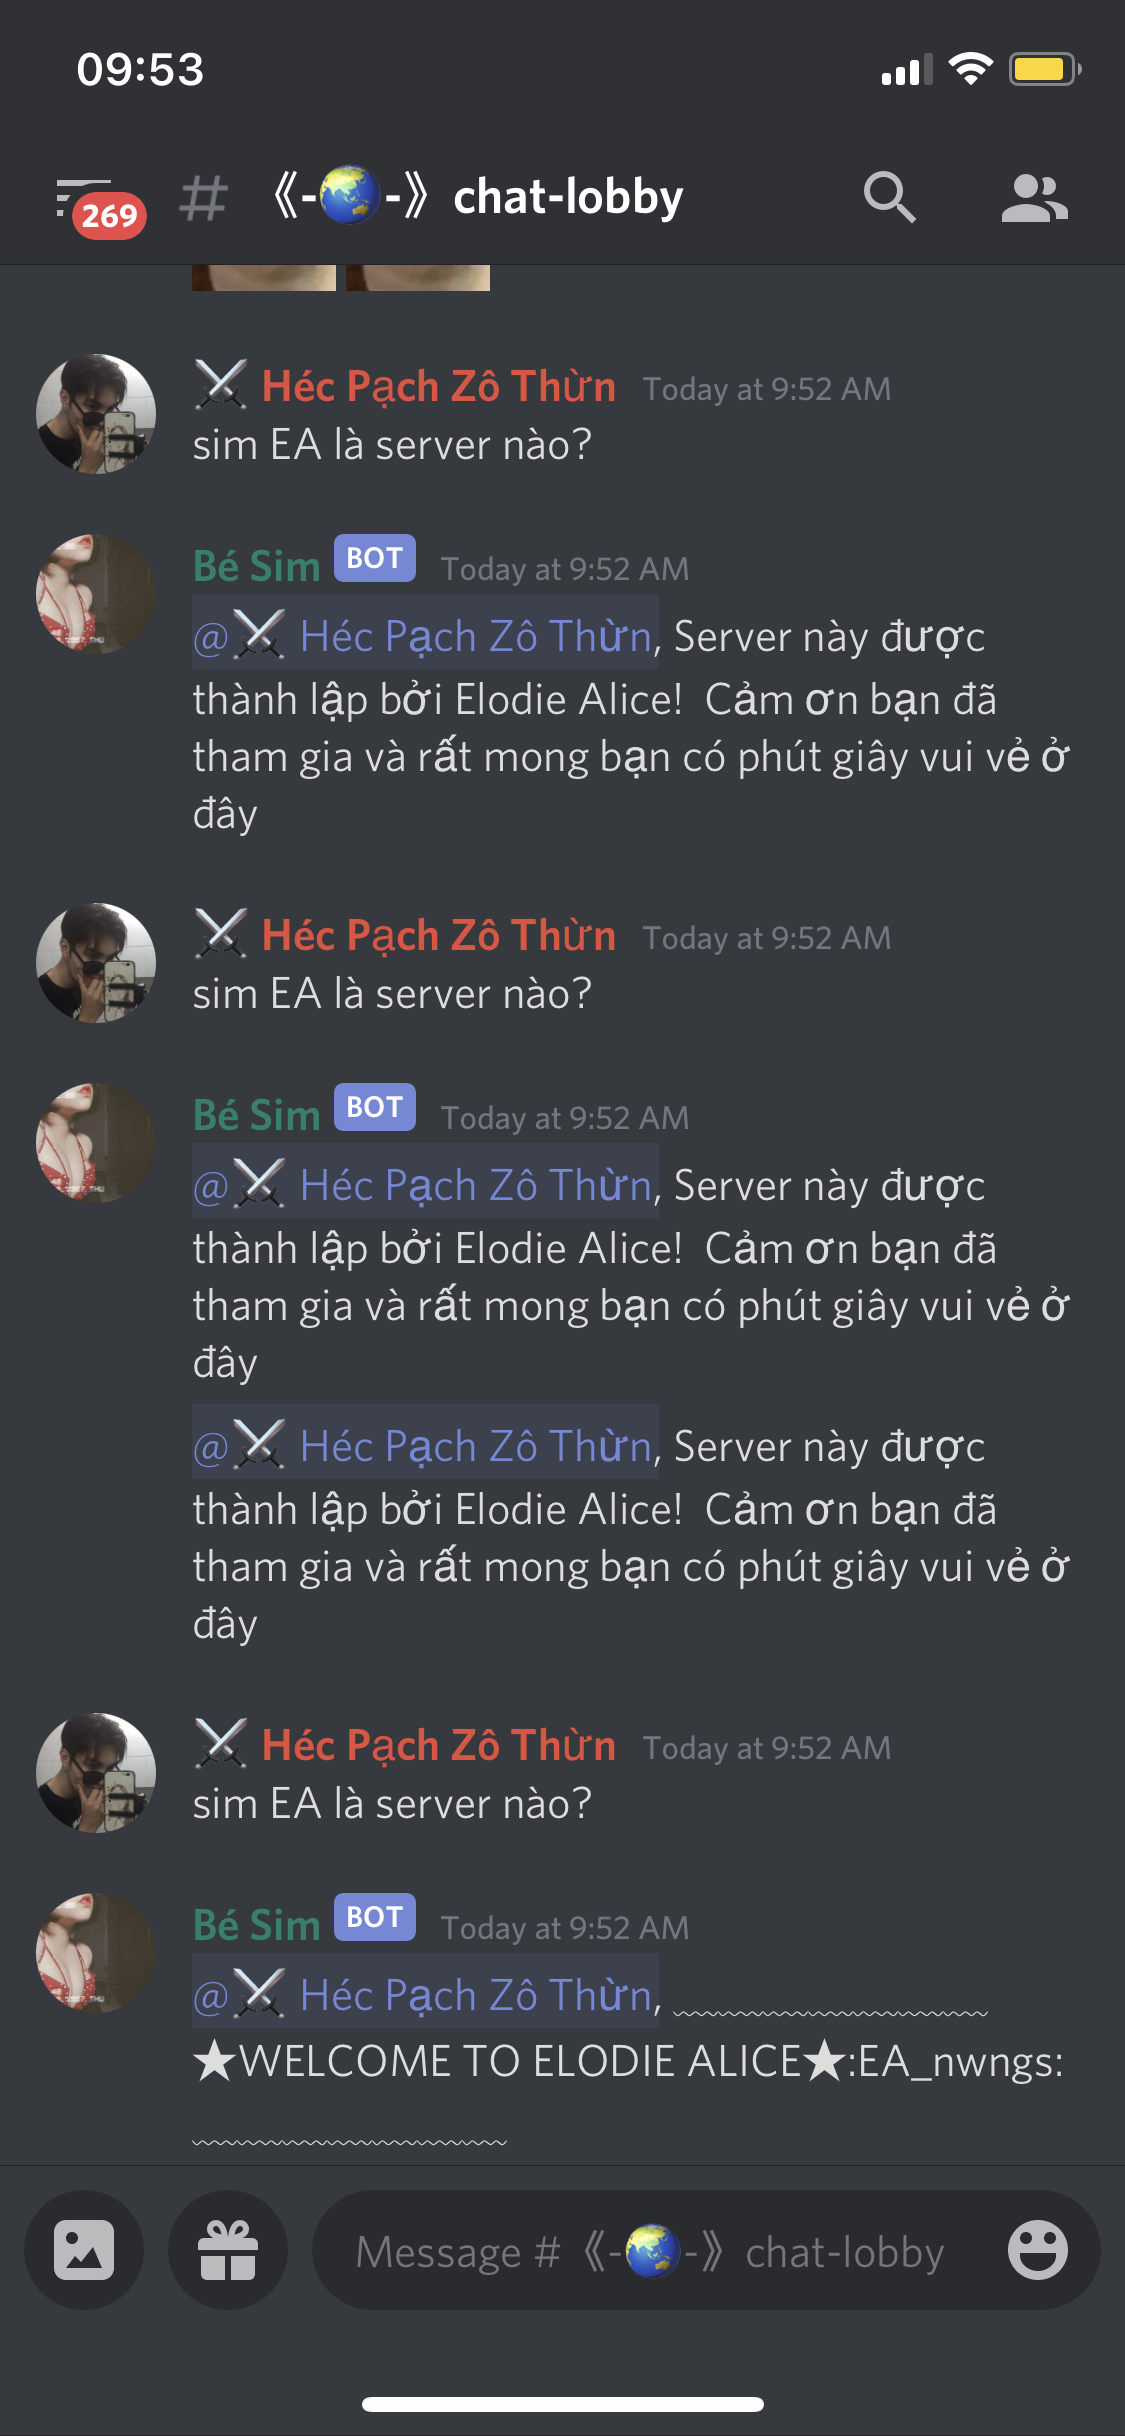 09:53
269
# 《-🌏-》 chat-lobby
⚔ Héc Pạch Zô Thừn Today at 9:52 AM
sim EA là server nào?
Bé Sim BOT Today at 9:52 AM
@⚔ Héc Pạch Zô Thừn, Server này được
thành lập bởi Elodie Alice!  Cảm ơn bạn đã
tham gia và rất mong bạn có phút giây vui vẻ ở
đây
⚔ Héc Pạch Zô Thừn Today at 9:52 AM
sim EA là server nào?
Bé Sim BOT Today at 9:52 AM
@⚔ Héc Pạch Zô Thừn, Server này được
thành lập bởi Elodie Alice!  Cảm ơn bạn đã
tham gia và rất mong bạn có phút giây vui vẻ ở
đây
@⚔ Héc Pạch Zô Thừn, Server này được
thành lập bởi Elodie Alice!  Cảm ơn bạn đã
tham gia và rất mong bạn có phút giây vui vẻ ở
đây
⚔ Héc Pạch Zô Thừn Today at 9:52 AM
sim EA là server nào?
Bé Sim BOT Today at 9:52 AM
@⚔ Héc Pạch Zô Thừn, ﹏﹏﹏﹏﹏﹏﹏
★WELCOME TO ELODIE ALICE★:EA_nwngs:
﹏﹏﹏﹏﹏﹏﹏
Message # 《-🌏-》 chat-lobby